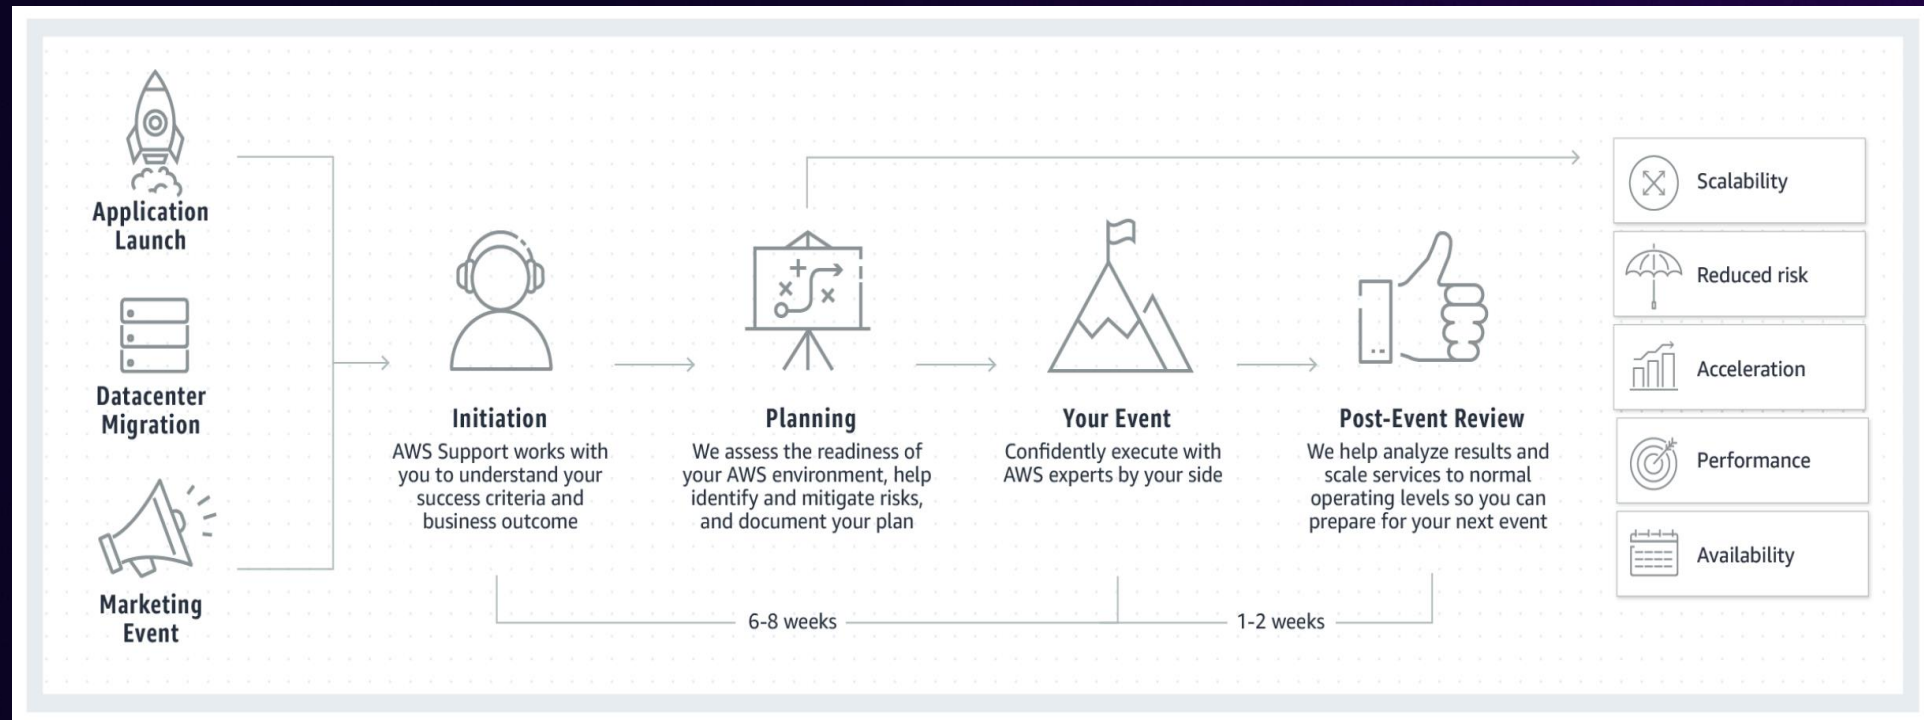 Application
Launch
Datacenter
Migration
Marketing
Event
Initiation
AWS Support works with
you to understand your
success criteria and
business outcome
Planning
We assess the readiness of
your AWS environment, help
identify and mitigate risks,
and document your plan
Your Event
Confidently execute with
AWS experts by your side
Post-Event Review
We help analyze results and
scale services to normal
operating levels so you can
prepare for your next event
6-8 weeks
1-2 weeks
Scalability
Reduced risk
Acceleration
Performance
Availability